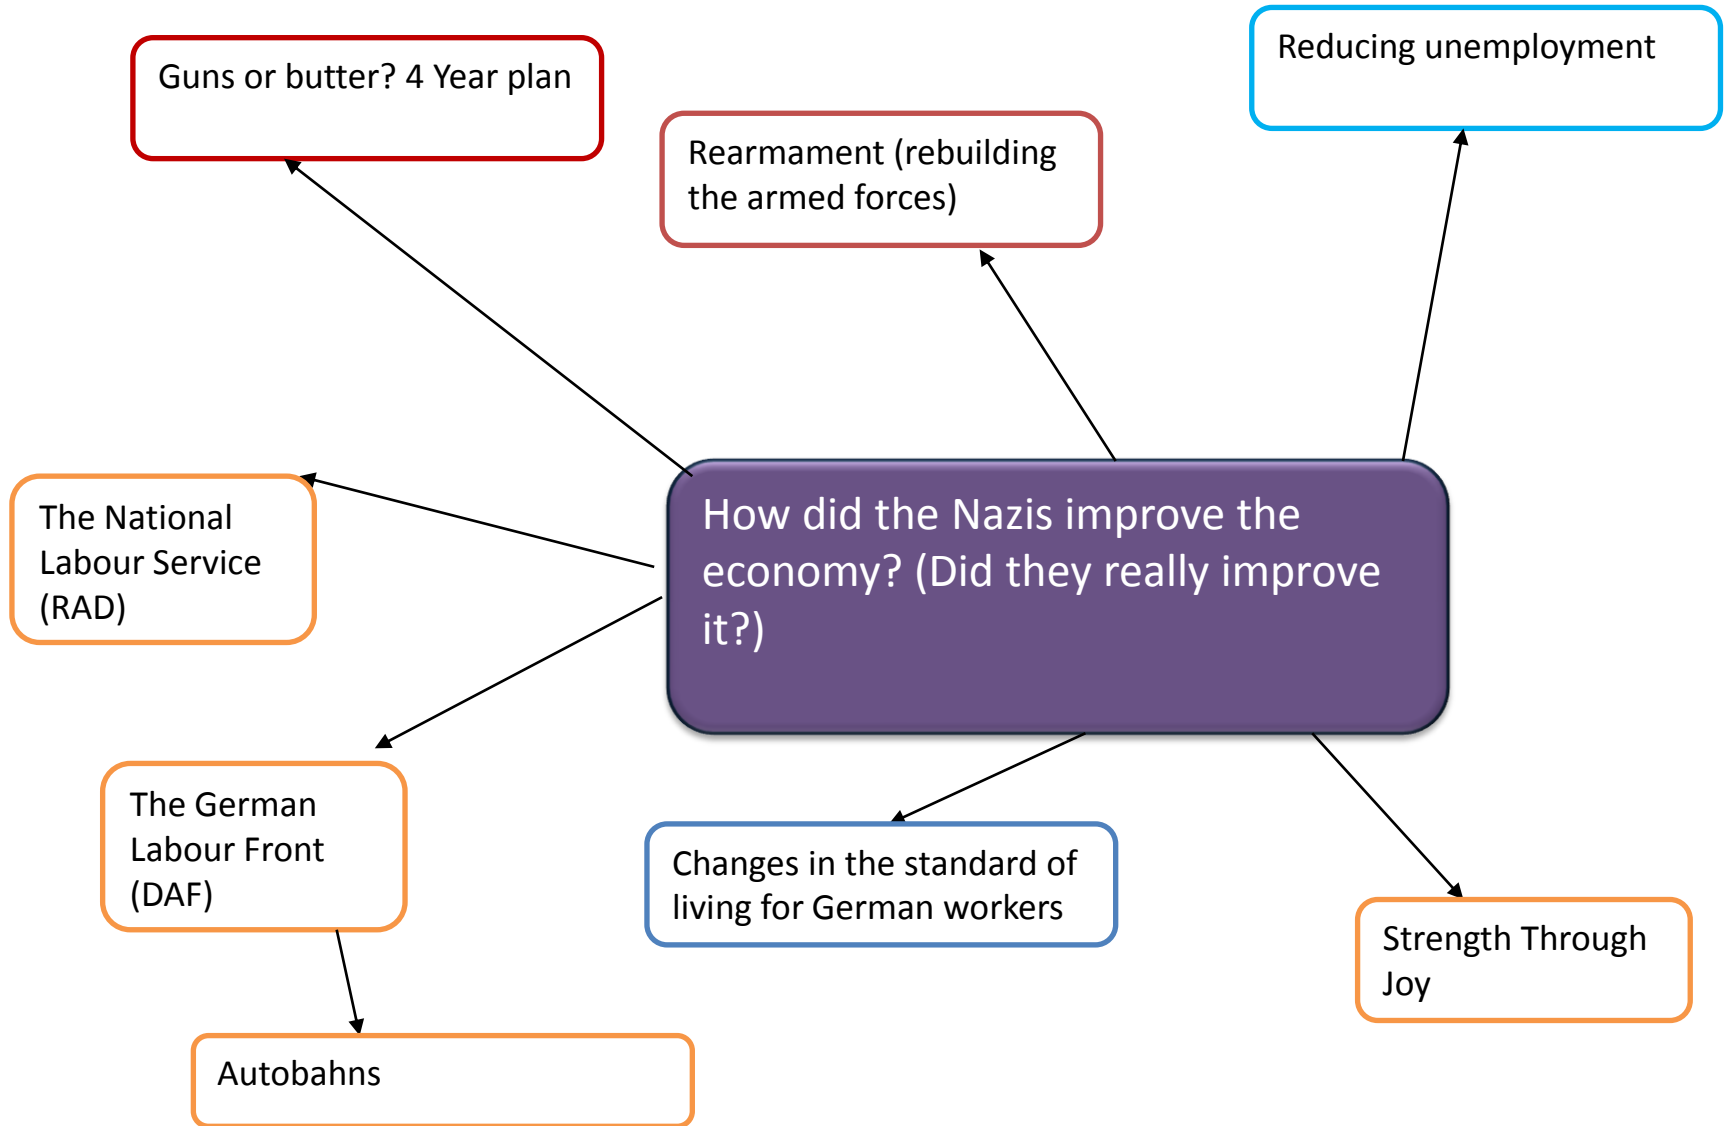 Guns or butter? 4 Year plan
Rearmament (rebuilding
the armed forces)
Reducing unemployment
How did the Nazis improve the
economy? (Did they really improve
it?)
The National
Labour Service
(RAD)
The German
Labour Front
(DAF)
Changes in the standard of
living for German workers
Strength Through
Joy
Autobahns